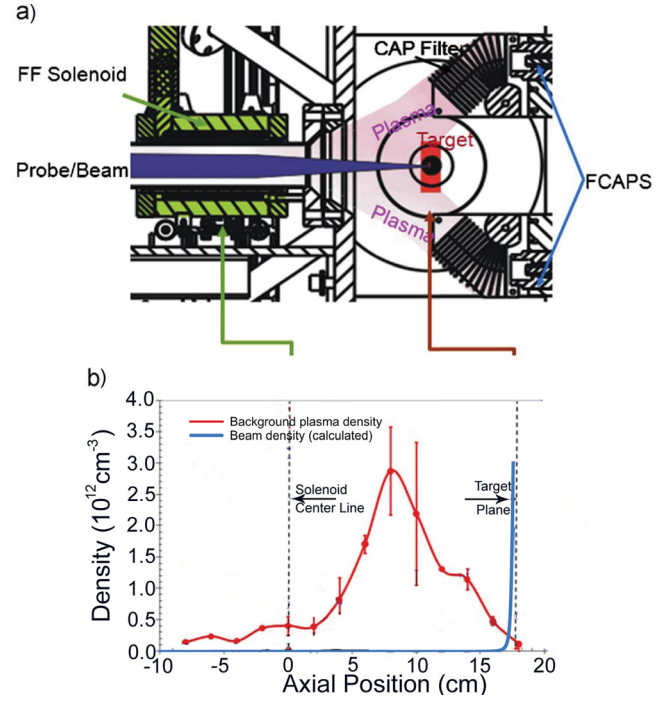 a)
CAP Filter
FF Solenoid
Plasma
Target
Probe/Beam
FCAPS
Plasma
b)
4.0
Background plasma density
3.5
Beam density (calculated)
3.0
Solenoid
Center Line
Target
Plane
2.5
2.0
1.5
1.0
0.5
0.0
Density (10¹²cm⁻³)
-10 -5 0 5 10 15 20
Axial Position (cm)